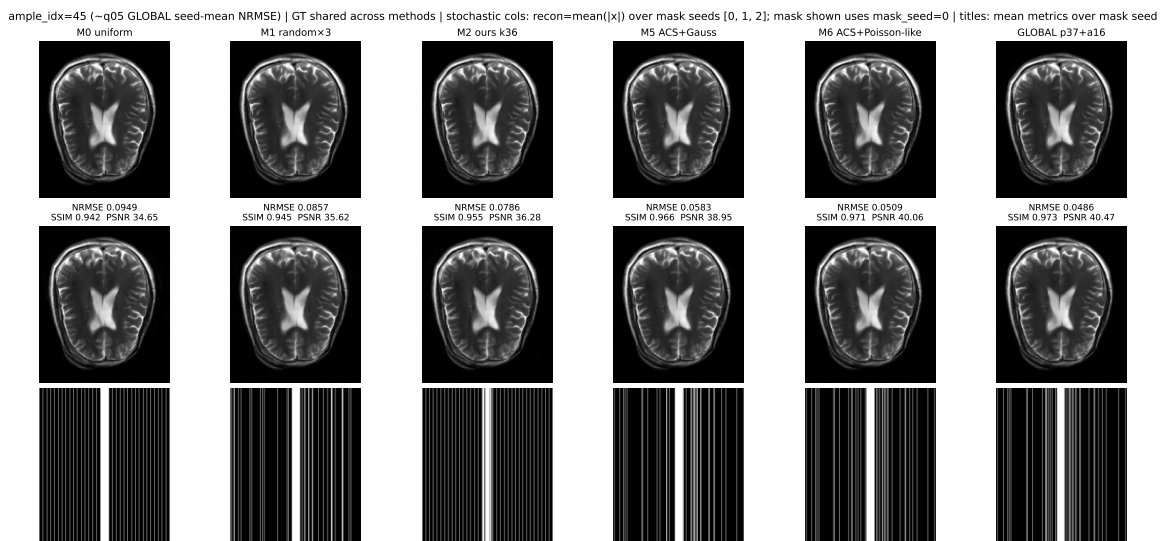 ample_idx=45 (~q05 GLOBAL seed-mean NRMSE) | GT shared across methods | stochastic cols: recon=mean(|x|) over mask seeds [0, 1, 2]; mask shown uses mask_seed=0 | titles: mean metrics over mask seed
M0 uniform M1 random×3 M2 ours k36 M5 ACS+Gauss M6 ACS+Poisson-like GLOBAL p37+a16
NRMSE 0.0949 NRMSE 0.0857 NRMSE 0.0786 NRMSE 0.0583 NRMSE 0.0509 NRMSE 0.0486
SSIM 0.942 PSNR 34.65 SSIM 0.945 PSNR 35.62 SSIM 0.955 PSNR 36.28 SSIM 0.966 PSNR 38.95 SSIM 0.971 PSNR 40.06 SSIM 0.973 PSNR 40.47